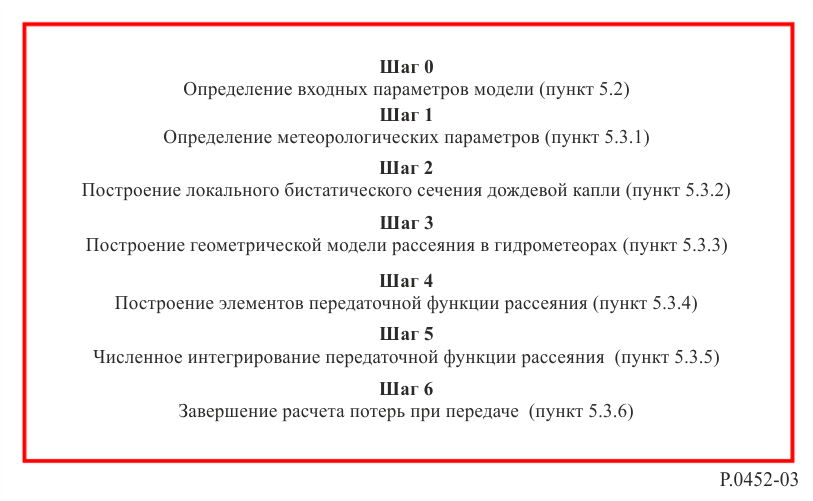 Шаг 0
Определение входных параметров модели (пункт 5.2)
Шаг 1
Определение метеорологических параметров (пункт 5.3.1)
Шаг 2
Построение локального бистатического сечения дождевой капли (пункт 5.3.2)
Шаг 3
Построение геометрической модели рассеяния в гидрометеорах (пункт 5.3.3)
Шаг 4
Построение элементов передаточной функции рассеяния (пункт 5.3.4)
Шаг 5
Численное интегрирование передаточной функции рассеяния (пункт 5.3.5)
Шаг 6
Завершение расчета потерь при передаче (пункт 5.3.6)
P.0452-03